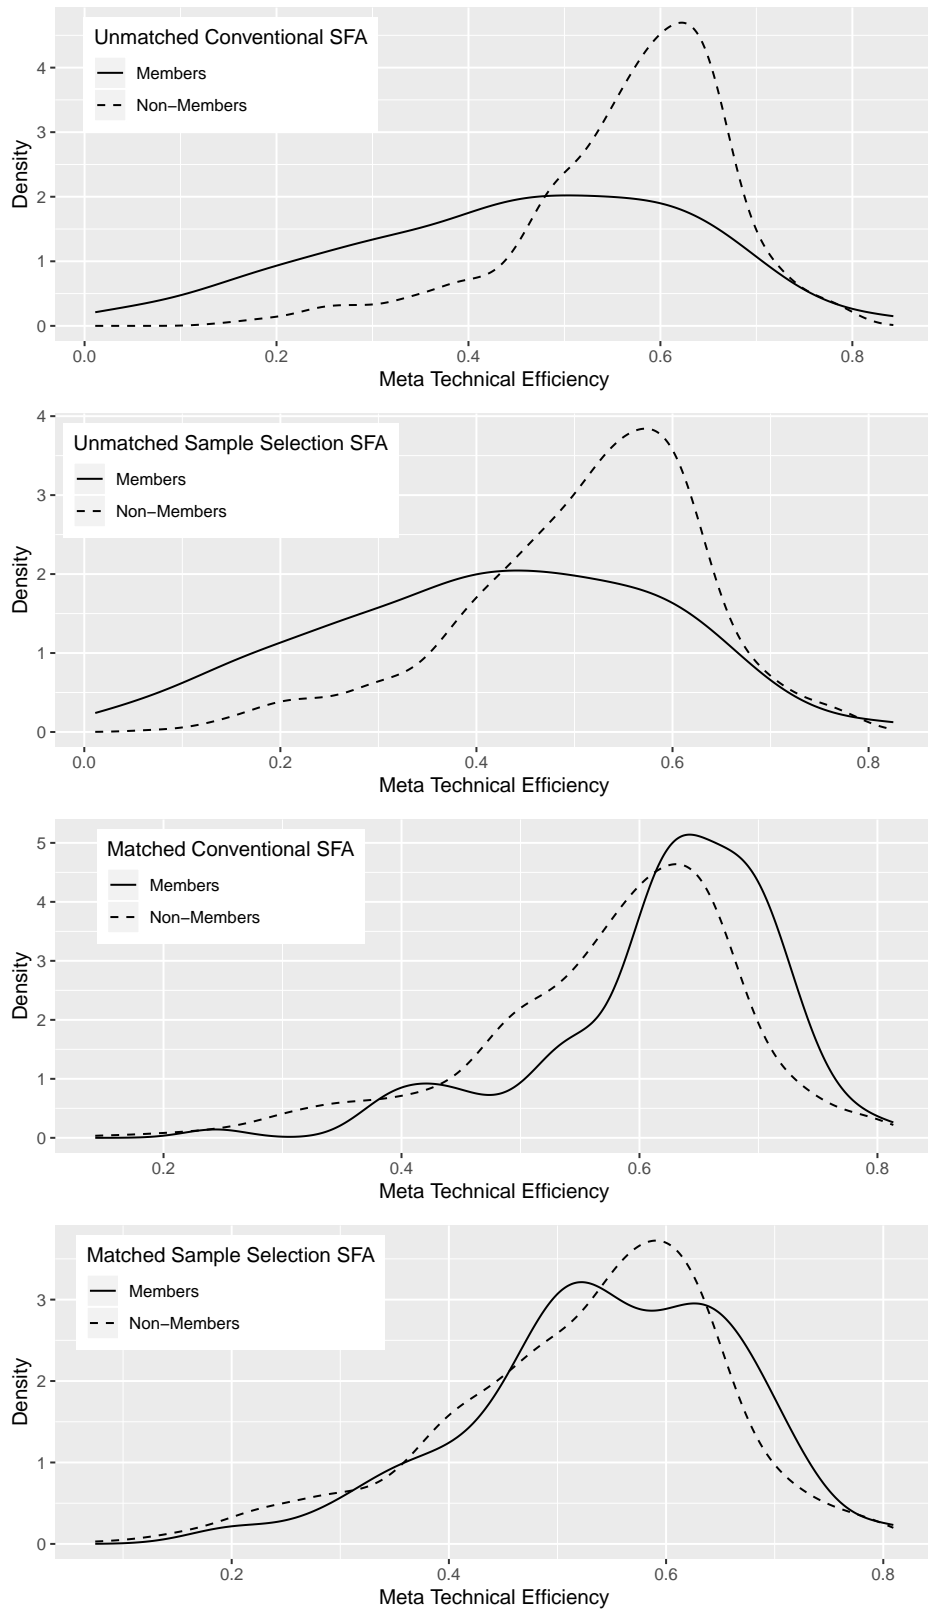 Unmatched Conventional SFA
Members
Non−Members
Density
4
3
2
1
0
0.0 0.2 0.4 0.6 0.8
Meta Technical Efficiency
Unmatched Sample Selection SFA
Members
Non−Members
Density
4
3
2
1
0
0.0 0.2 0.4 0.6 0.8
Meta Technical Efficiency
Matched Conventional SFA
Members
Non−Members
Density
5
4
3
2
1
0
0.2 0.4 0.6 0.8
Meta Technical Efficiency
Matched Sample Selection SFA
Members
Non−Members
Density
3
2
1
0
0.2 0.4 0.6 0.8
Meta Technical Efficiency